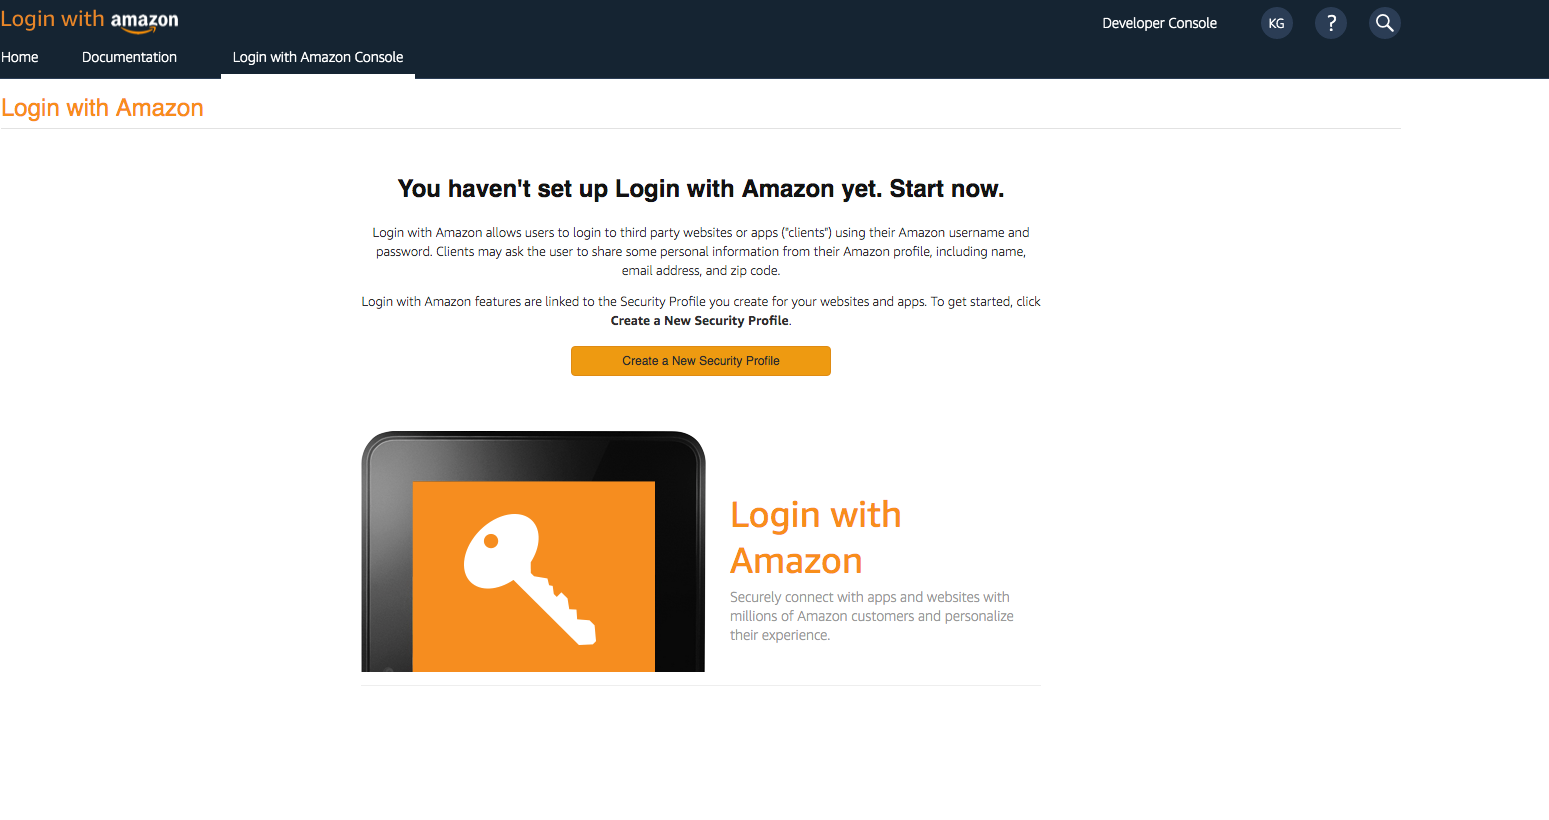 Login with amazon
Developer Console
KG
?
Home
Documentation
Login with Amazon Console
Login with Amazon
You haven't set up Login with Amazon yet. Start now.
Login with Amazon allows users to login to third party websites or apps ("clients") using their Amazon username and
password. Clients may ask the user to share some personal information from their Amazon profile, including name,
email address, and zip code.
Login with Amazon features are linked to the Security Profile you create for your websites and apps. To get started, click
Create a New Security Profile.
Create a New Security Profile
Login with
Amazon
Securely connect with apps and websites with
millions of Amazon customers and personalize
their experience.